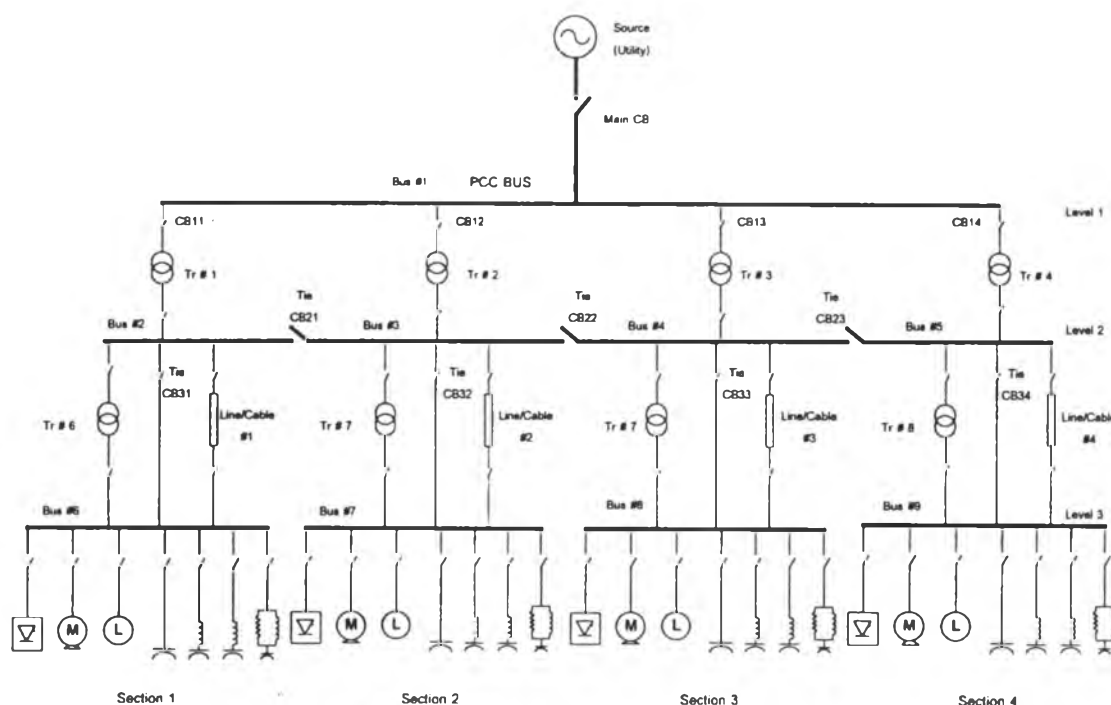 Source
(Utility)
Main CB
Bus #1 PCC BUS
Level 1
CB11 CB12 CB13 CB14
Tr # 1 Tr # 2 Tr # 3 Tr # 4
Tie Tie Tie
CB21 CB22 CB23
Bus #2 Bus #3 Bus #4 Bus #5 Level 2
Tie Tie Tie Tie
CB31 CB32 CB33 CB34
Line/Cable Line/Cable Line/Cable Line/Cable
#1 #2 #3 #4
Tr # 6 Tr # 7 Tr # 7 Tr # 8
Bus #6 Bus #7 Bus #8 Bus #9 Level 3
M L M L M L M L
Section 1 Section 2 Section 3 Section 4